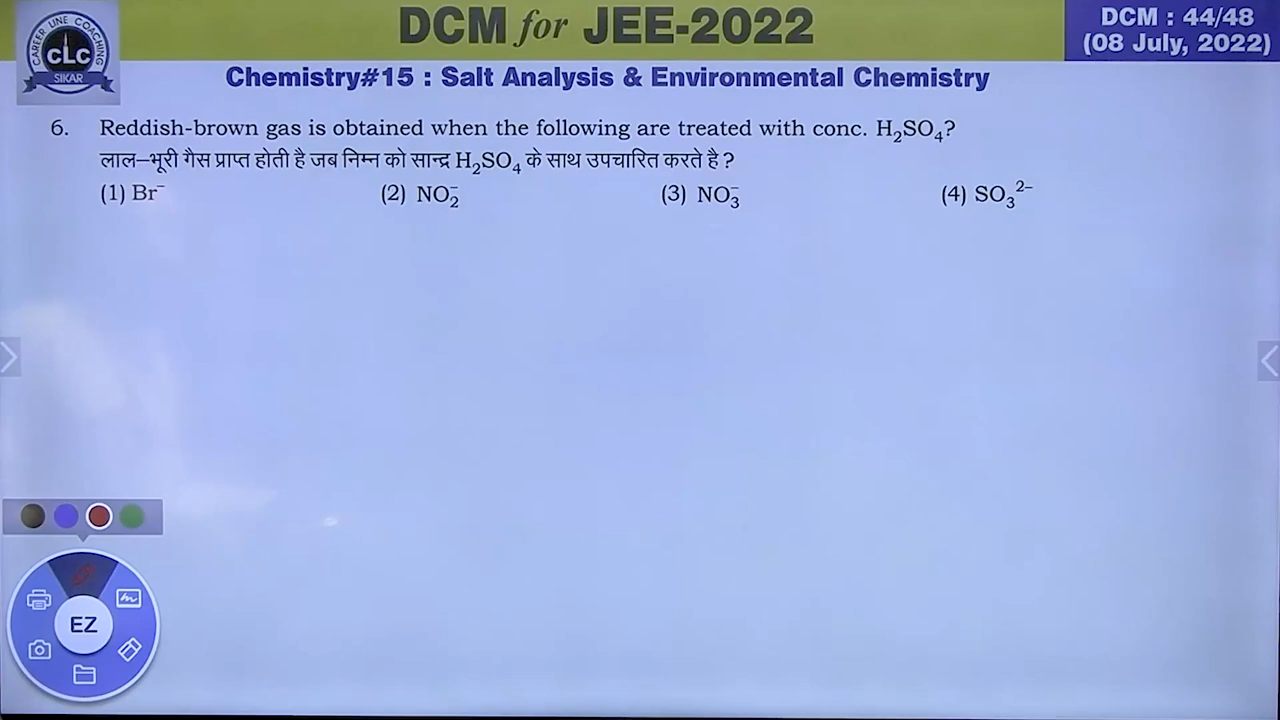 CAREER LINE COACHING
CLC
SIKAR
DCM for JEE-2022
DCM : 44/48
(08 July, 2022)
Chemistry#15 : Salt Analysis & Environmental Chemistry
6. Reddish-brown gas is obtained when the following are treated with conc. H₂SO₄?
लाल–भूरी गैस प्राप्त होती है जब निम्न को सान्द्र H₂SO₄ के साथ उपचारित करते है ?
(1) Br⁻ (2) NO₂⁻ (3) NO₃⁻ (4) SO₃²⁻
EZ